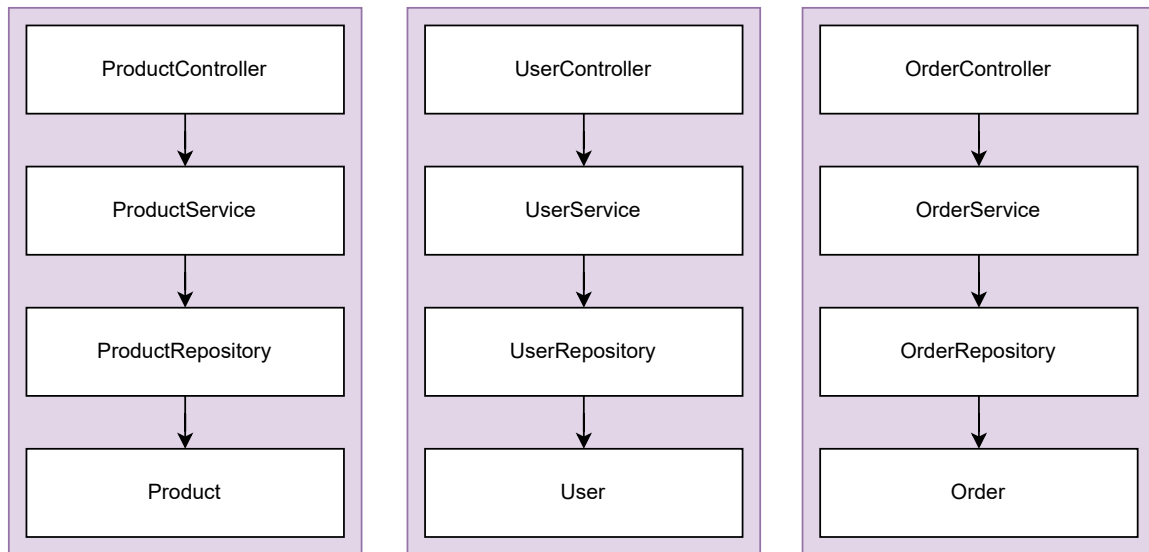 ProductController
UserController
OrderController
ProductService
UserService
OrderService
ProductRepository
UserRepository
OrderRepository
Product
User
Order